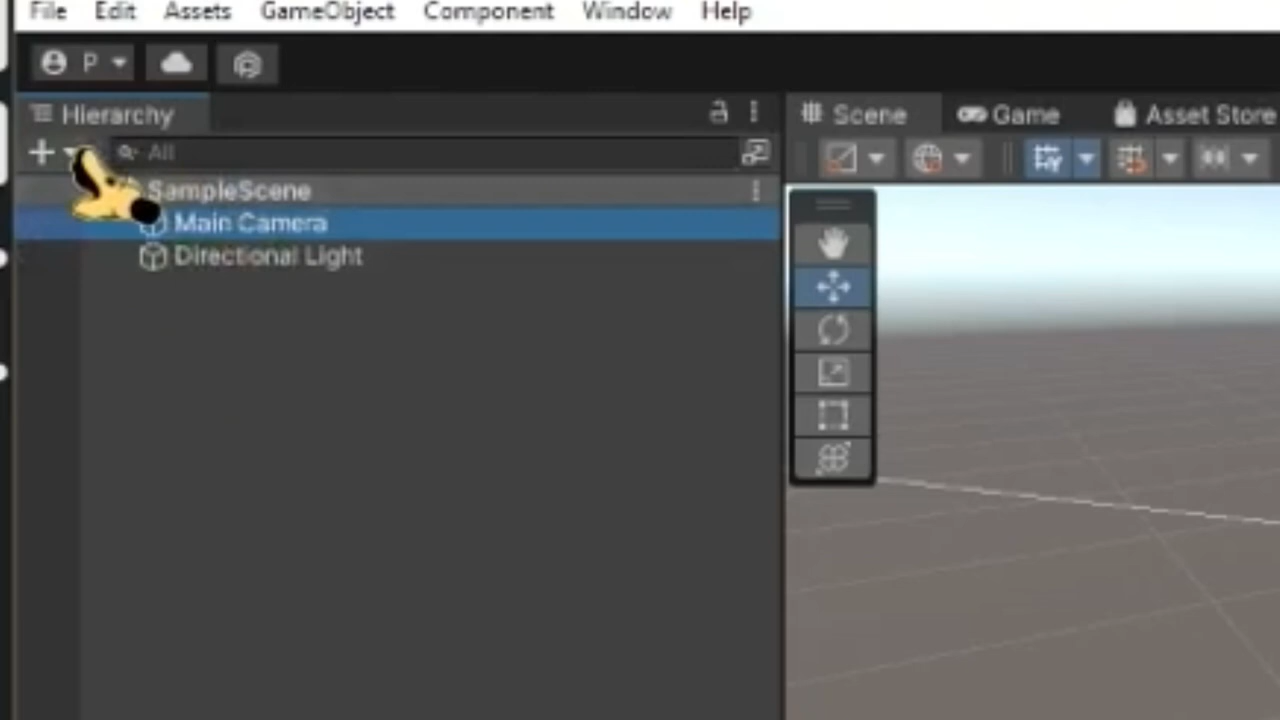 File Edit Assets GameObject Component Window Help
P
Hierarchy
Scene Game Asset Store
All
SampleScene
Main Camera
Directional Light